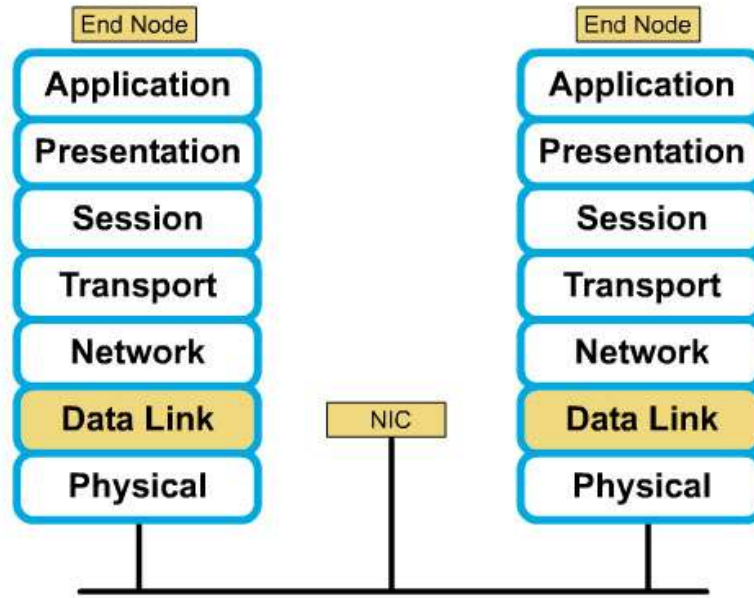 End Node
Application
Presentation
Session
Transport
Network
Data Link
Physical
NIC
End Node
Application
Presentation
Session
Transport
Network
Data Link
Physical